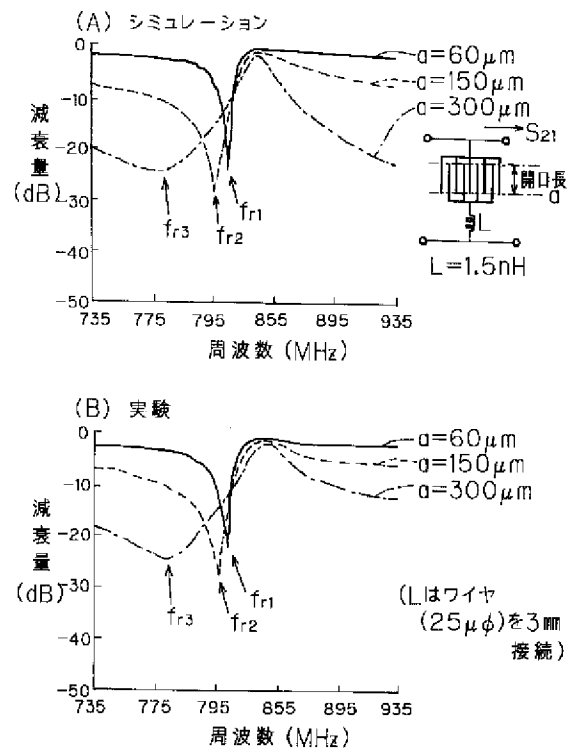 (A) シミュレーション
0
-10
-20
-30
-40
-50
減衰量
(dB)
a=60μm
a=150μm
a=300μm
S21
開口長
a
L
L=1.5nH
fr1
fr2
fr3
735 775 795 855 895 935
周波数 (MHz)
(B) 実験
0
-10
-20
-30
-40
-50
減衰量
(dB)
a=60μm
a=150μm
a=300μm
fr1
fr2
fr3
(Lはワイヤ
(25μφ)を3mm
接続)
735 775 795 855 895 935
周波数 (MHz)